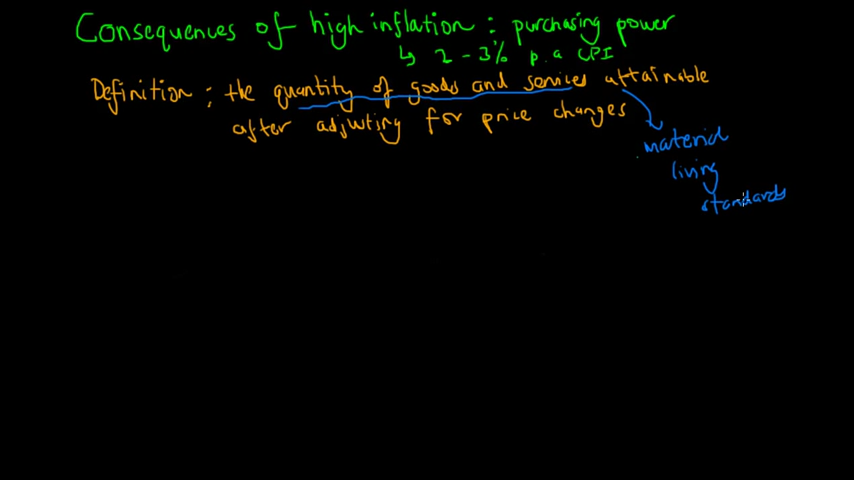 Consequences of high inflation : purchasing power
↳ 2 - 3% p.a CPI
Definition : the quantity of goods and services attainable
after adjusting for price changes
material
living
standards